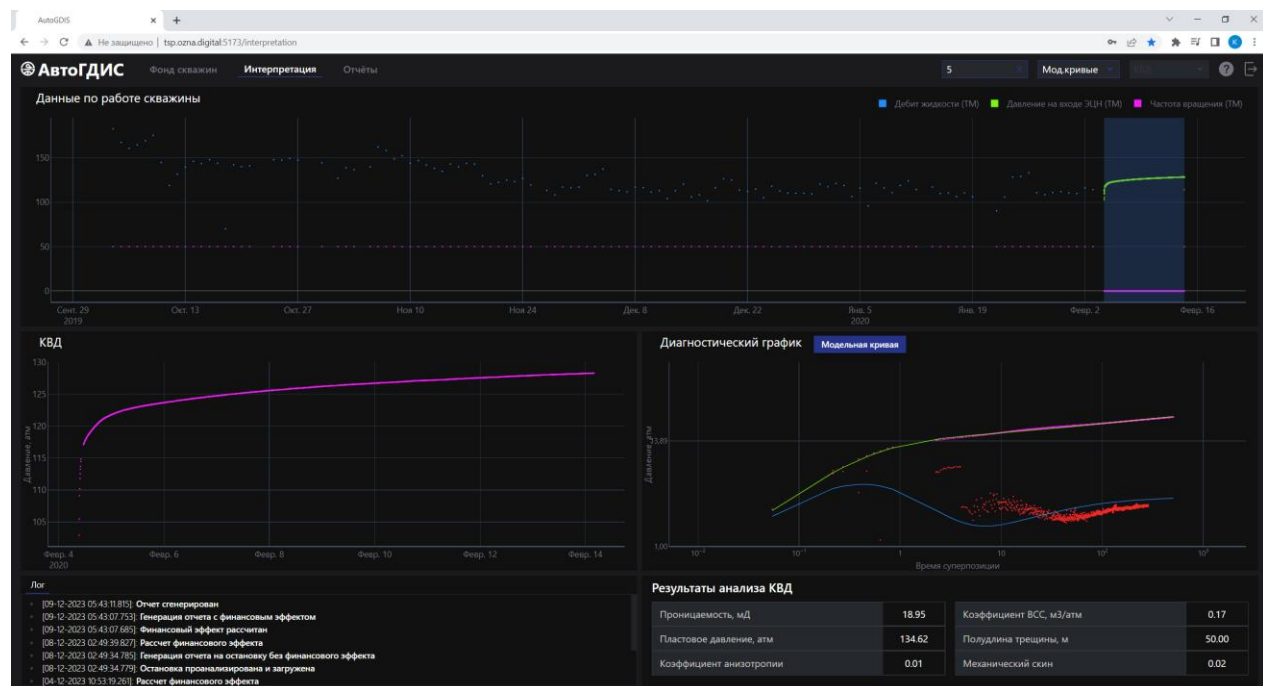 AutoGDIS
Не защищено | tsp.ozna.digital:5173/interpretation
АвтоГДИС Фонд скважин Интерпретация Отчёты 5 Мод.кривые
Данные по работе скважины
Дебит жидкости (ТМ) Давление на входе ЭЦН (ТМ) Частота вращения (ТМ)
150
100
50
0
Сент. 29 Окт. 13 Окт. 27 Ноя 10 Ноя 24 Дек. 8 Дек. 22 Янв. 5 Янв. 19 Февр. 2 Февр. 16
2019 2020
КВД
130
125
120
115
110
105
Давление, атм
Февр. 4 Февр. 6 Февр. 8 Февр. 10 Февр. 12 Февр. 14
2020
Диагностический график Модельная кривая
13,89
Давление, атм
1,00
10⁻² 10⁻¹ 1 10 10² 10³
Время суперпозиции
Лог
[09-12-2023 05:43:11.815]: Отчет сгенерирован
[09-12-2023 05:43:07.753]: Генерация отчета с финансовым эффектом
[09-12-2023 05:43:07.685]: Финансовый эффект рассчитан
[08-12-2023 02:49:39.827]: Рассчет финансового эффекта
[08-12-2023 02:49:34.785]: Генерация отчета на остановку без финансового эффекта
[08-12-2023 02:49:34.779]: Остановка проанализирована и загружена
[04-12-2023 10:53:19.261]: Рассчет финансового эффекта
Результаты анализа КВД
Проницаемость, мД 18.95 Коэффициент ВСС, м3/атм 0.17
Пластовое давление, атм 134.62 Полудлина трещины, м 50.00
Коэффициент анизотропии 0.01 Механический скин 0.02